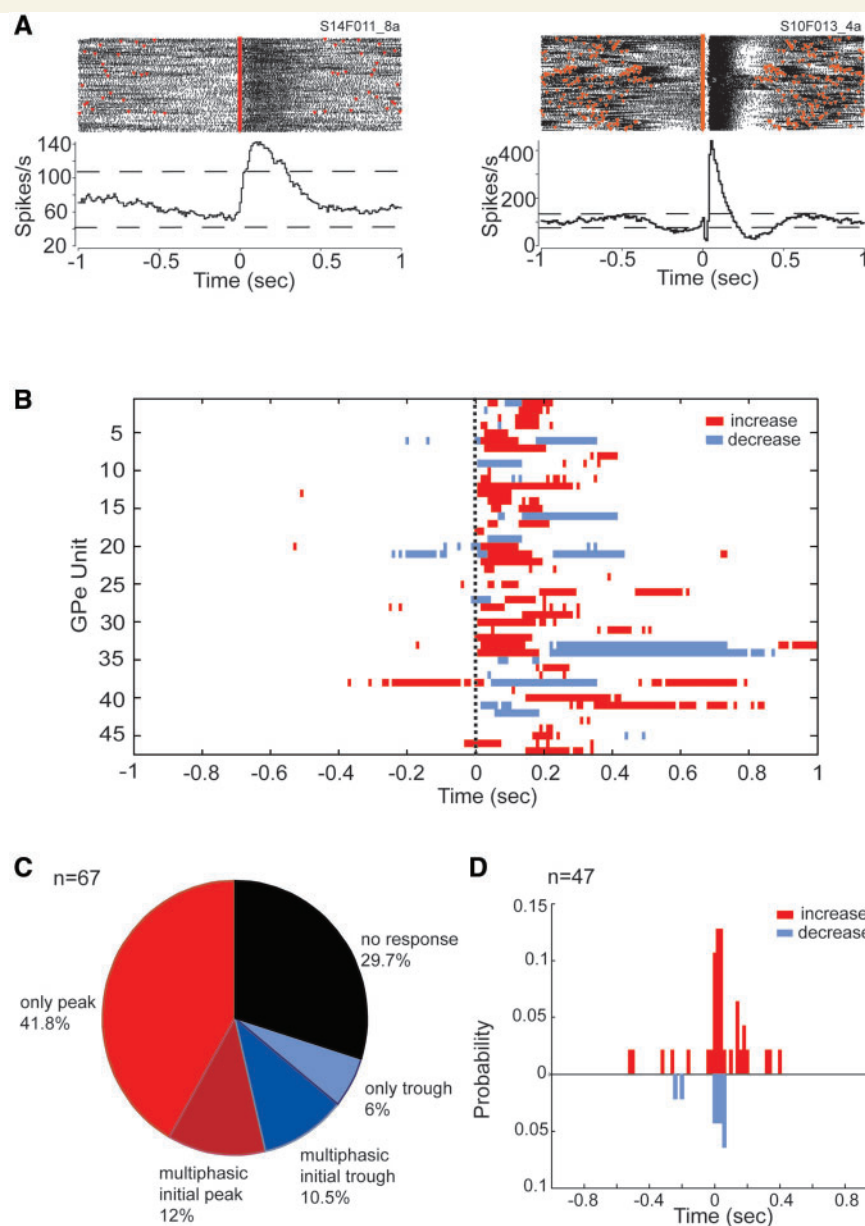 A
S14F011_8a
140
100
60
20
Spikes/s
-1 -0.5 0 0.5 1
Time (sec)
S10F013_4a
400
200
0
Spikes/s
-1 -0.5 0 0.5 1
Time (sec)
B
increase
decrease
5
10
15
20
25
30
35
40
45
GPe Unit
-1 -0.8 -0.6 -0.4 -0.2 0 0.2 0.4 0.6 0.8 1
Time (sec)
C
n=67
no response
29.7%
only peak
41.8%
only trough
6%
multiphasic
initial trough
10.5%
multiphasic
initial peak
12%
D
n=47
increase
decrease
0.15
0.1
0.05
0
0.05
0.1
Probability
-0.8 -0.4 0 0.4 0.8
Time (sec)